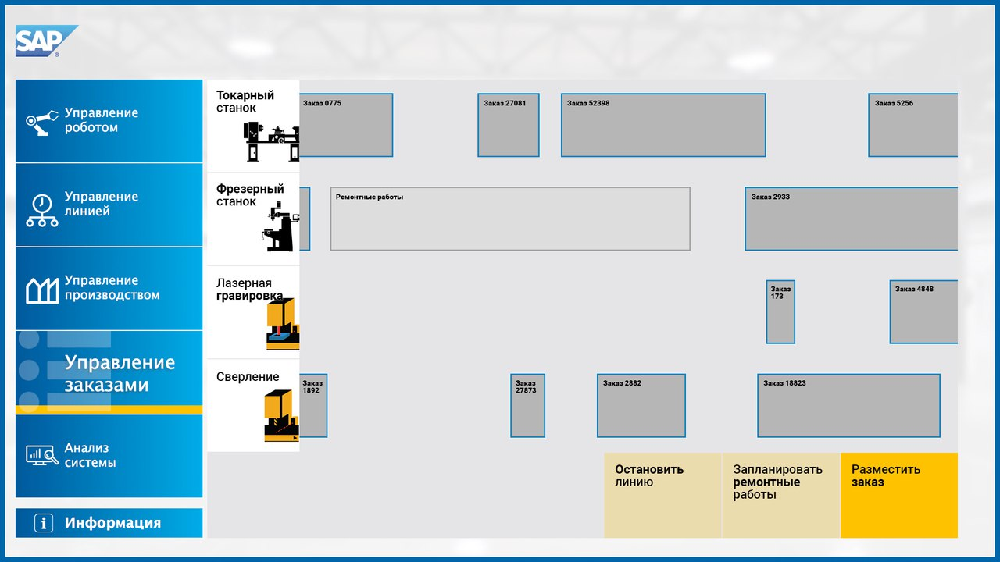 SAP
®
Управление
роботом
Управление
линией
Управление
производством
Управление
заказами
Анализ
системы
i Информация
Токарный
станок
Заказ 0775
Заказ 27081
Заказ 52398
Заказ 5256
Фрезерный
станок
Ремонтные работы
Заказ 2933
Лазерная
гравировка
Заказ
173
Заказ 4848
Сверление
Заказ
1892
Заказ
27873
Заказ 2882
Заказ 18823
Остановить
линию
Запланировать
ремонтные
работы
Разместить
заказ